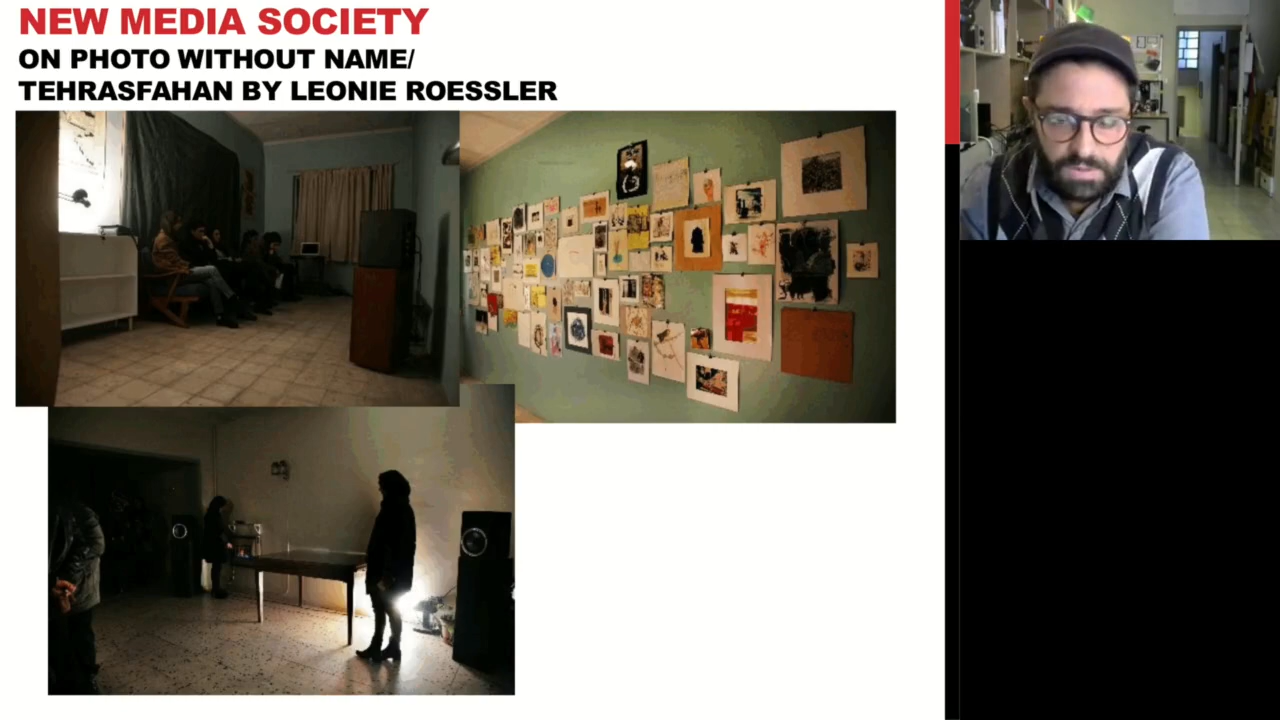 NEW MEDIA SOCIETY
ON PHOTO WITHOUT NAME/
TEHRASFAHAN BY LEONIE ROESSLER